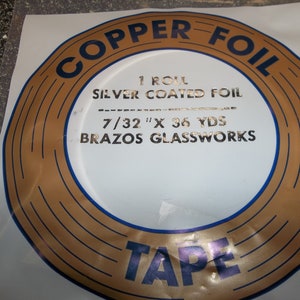 COPPER FOIL
1 ROLL
SILVER COATED FOIL
7/32 "X 36 YDS
BRAZOS GLASSWORKS
TAPE